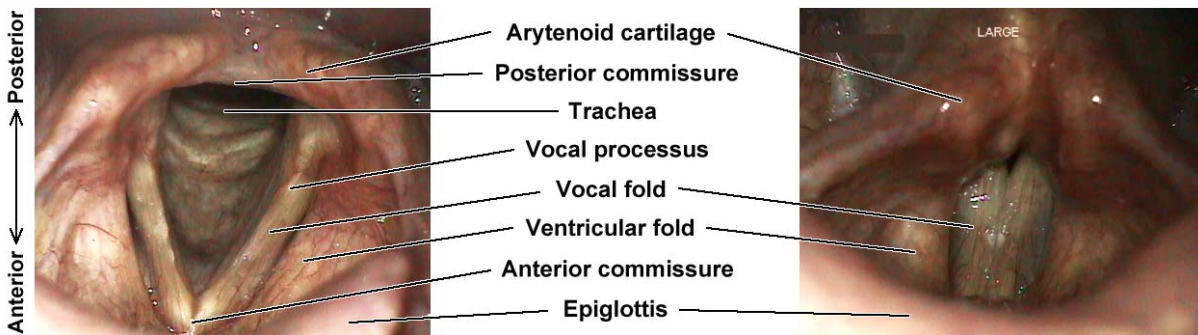 Posterior
Anterior
Arytenoid cartilage
Posterior commissure
Trachea
Vocal processus
Vocal fold
Ventricular fold
Anterior commissure
Epiglottis
LARGE